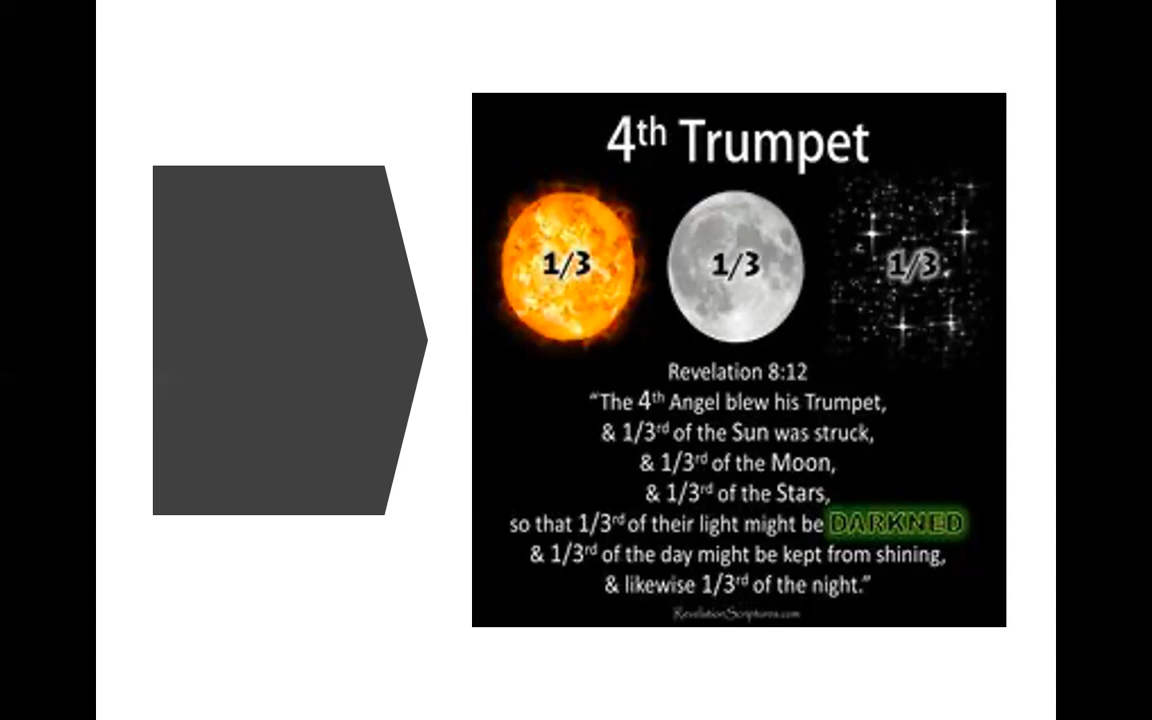 4th Trumpet
1/3 1/3 1/3
Revelation 8:12
“The 4th Angel blew his Trumpet,
& 1/3rd of the Sun was struck,
& 1/3rd of the Moon,
& 1/3rd of the Stars,
so that 1/3rd of their light might be DARKNED
& 1/3rd of the day might be kept from shining,
& likewise 1/3rd of the night.”
RevelationScriptures.com